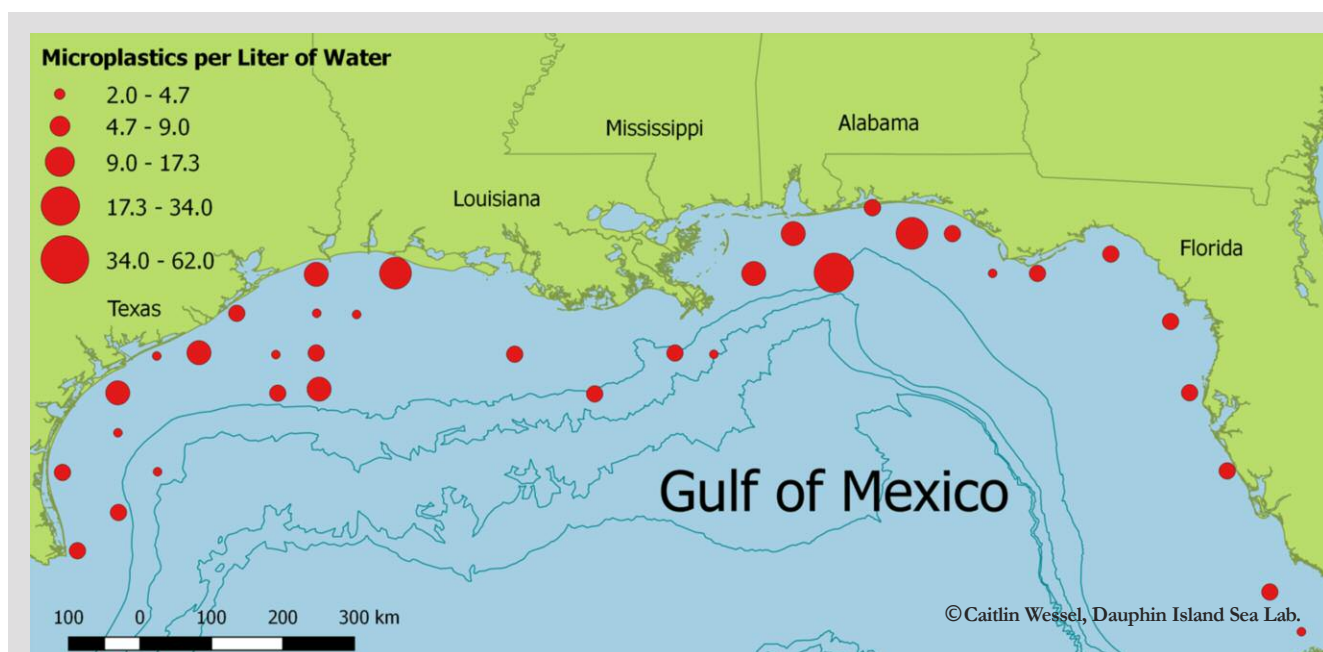 Microplastics per Liter of Water
2.0 - 4.7
4.7 - 9.0
9.0 - 17.3
17.3 - 34.0
34.0 - 62.0
Mississippi
Alabama
Louisiana
Florida
Texas
Gulf of Mexico
100 0 100 200 300 km
©Caitlin Wessel, Dauphin Island Sea Lab.